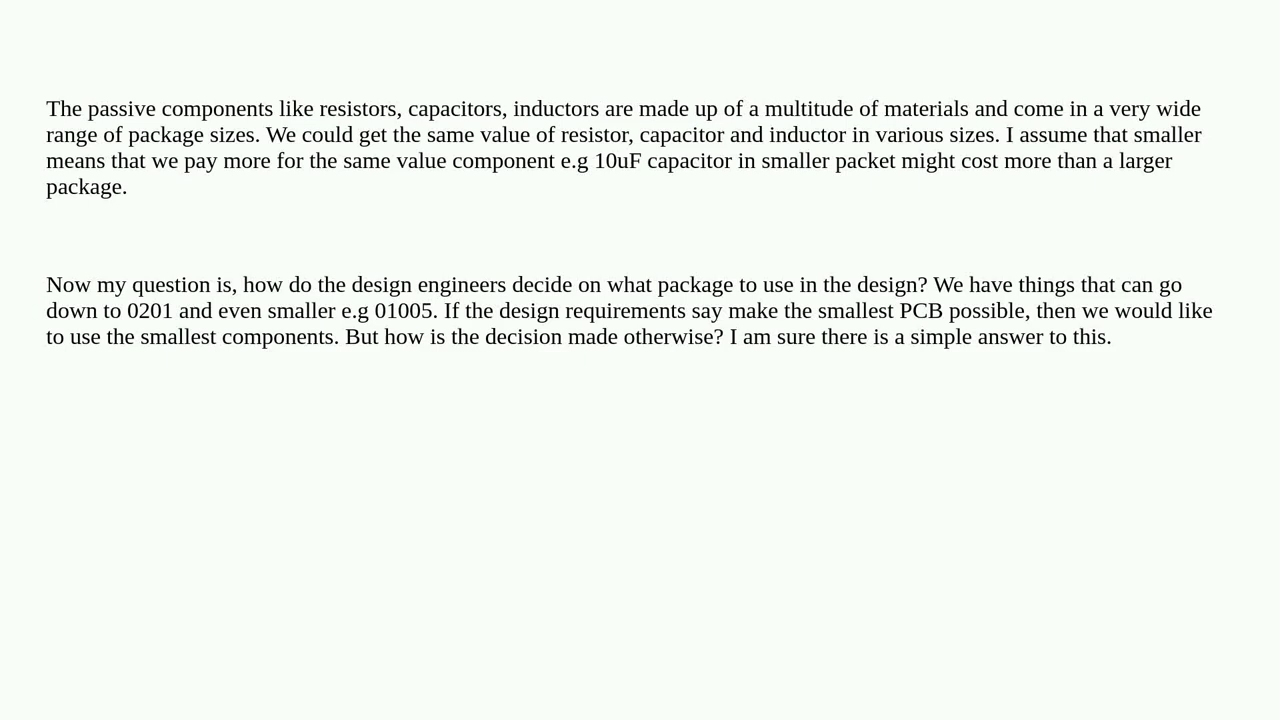 The passive components like resistors, capacitors, inductors are made up of a multitude of materials and come in a very wide
range of package sizes. We could get the same value of resistor, capacitor and inductor in various sizes. I assume that smaller
means that we pay more for the same value component e.g 10uF capacitor in smaller packet might cost more than a larger
package.
Now my question is, how do the design engineers decide on what package to use in the design? We have things that can go
down to 0201 and even smaller e.g 01005. If the design requirements say make the smallest PCB possible, then we would like
to use the smallest components. But how is the decision made otherwise? I am sure there is a simple answer to this.